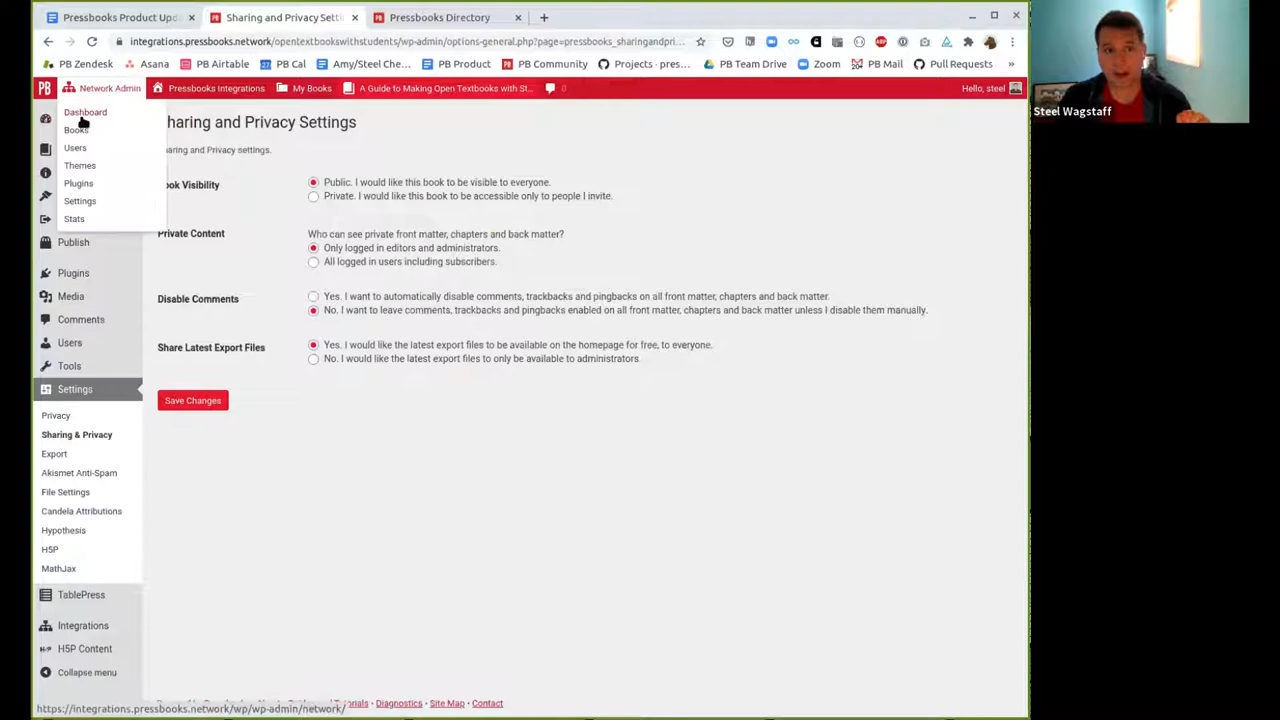 Pressbooks Product Upd
Sharing and Privacy Setti
PB
Pressbooks Directory
integrations.pressbooks.network/opentextbookswithstudents/wp-admin/options-general.php?page=pressbooks_sharingandpri...
PB Zendesk
Asana
PB Airtable
PB Cal
Amy/Steel Che...
PB Product
PB Community
Projects · pres...
PB Team Drive
Zoom
PB Mail
Pull Requests
PB
Network Admin
Pressbooks Integrations
My Books
A Guide to Making Open Textbooks with St...
0
Hello, steel
Steel Wagstaff
Dashboard
Books
Users
Themes
Plugins
Settings
Stats
haring and Privacy Settings
aring and Privacy settings.
ook Visibility
Public. I would like this book to be visible to everyone.
Private. I would like this book to be accessible only to people I invite.
Private Content
Who can see private front matter, chapters and back matter?
Only logged in editors and administrators.
All logged in users including subscribers.
Disable Comments
Yes. I want to automatically disable comments, trackbacks and pingbacks on all front matter, chapters and back matter.
No. I want to leave comments, trackbacks and pingbacks enabled on all front matter, chapters and back matter unless I disable them manually.
Share Latest Export Files
Yes. I would like the latest export files to be available on the homepage for free, to everyone.
No. I would like the latest export files to only be available to administrators.
Save Changes
Publish
Plugins
Media
Comments
Users
Tools
Settings
Privacy
Sharing & Privacy
Export
Akismet Anti-Spam
File Settings
Candela Attributions
Hypothesis
H5P
MathJax
TablePress
Integrations
H5P Content
Collapse menu
https://integrations.pressbooks.network/wp/wp-admin/network/
Diagnostics • Site Map • Contact